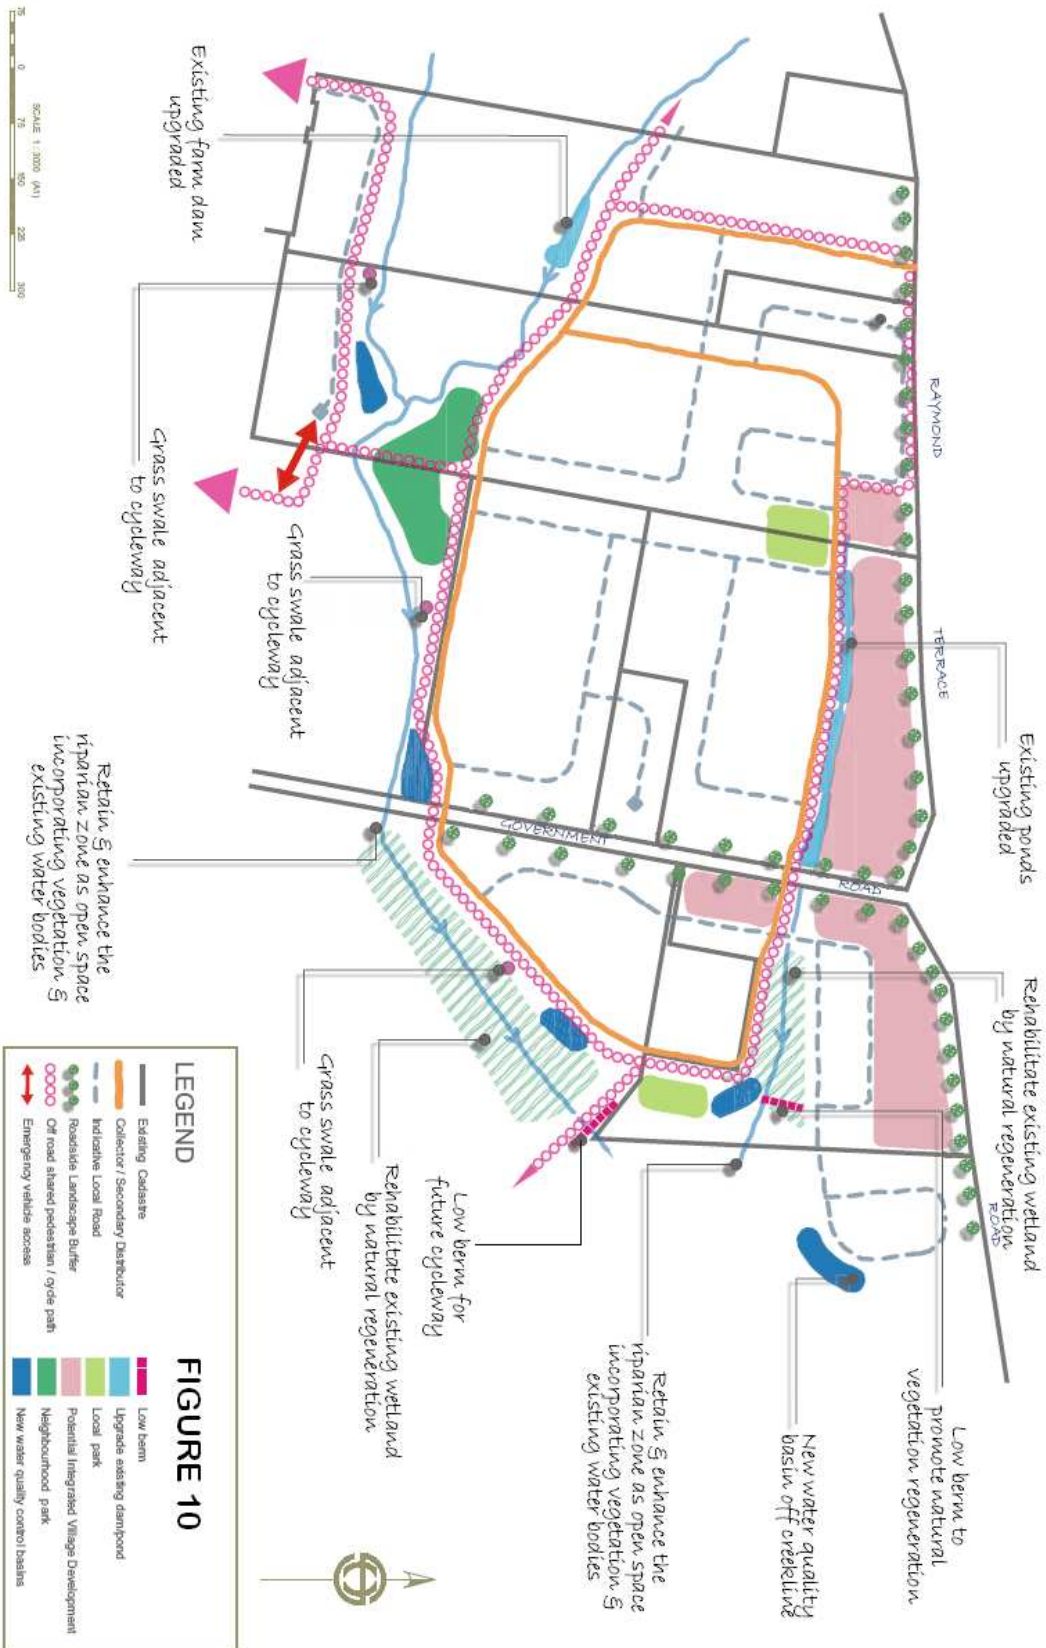 Existing farm dam
upgraded
Grass swale adjacent
to cycleway
Grass swale adjacent
to cycleway
Retain & enhance the
riparian zone as open space
incorporating vegetation &
existing water bodies
Grass swale adjacent
to cycleway
Rehabilitate existing wetland
by natural regeneration
Low berm for
future cycleway
Retain & enhance the
riparian zone as open space
incorporating vegetation &
existing water bodies
New water quality
basin off creekline
Low berm to
promote natural
vegetation regeneration
Rehabilitate existing wetland
by natural regeneration
Existing ponds
upgraded
RAYMOND
TERRACE
ROAD
GOVERNMENT
ROAD
75
0
75
150
225
300
SCALE 1:3000 (A1)
LEGEND
Existing Cadastre
Collector / Secondary Distributor
Indicative Local Road
Roadside Landscape Buffer
Off road shared pedestrian / cycle path
Emergency vehicle access
FIGURE 10
Low berm
Upgrade existing dam/pond
Local park
Potential Integrated Village Development
Neighbourhood park
New water quality control basins